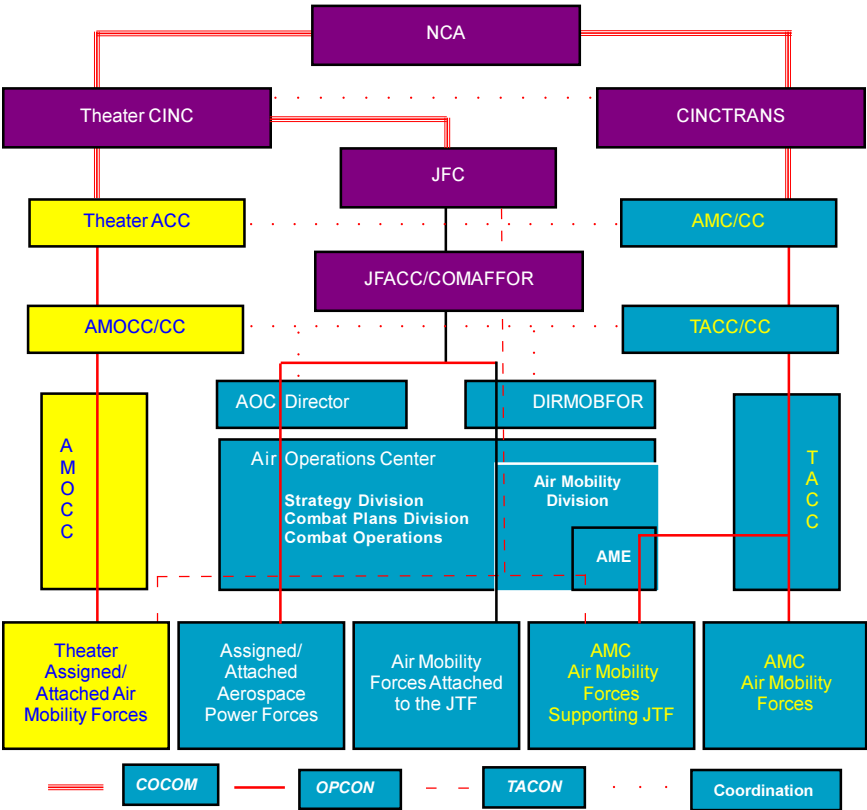 NCA
Theater CINC
CINCTRANS
JFC
Theater ACC
AMC/CC
JFACC/COMAFFOR
AMOCC/CC
TACC/CC
AOC Director
DIRMOBFOR
A
M
O
C
C
Air Operations Center
Strategy Division
Combat Plans Division
Combat Operations
Air Mobility
Division
AME
T
A
C
C
Theater
Assigned/
Attached Air
Mobility Forces
Assigned/
Attached
Aerospace
Power Forces
Air Mobility
Forces Attached
to the JTF
AMC
Air Mobility
Forces
Supporting JTF
AMC
Air Mobility
Forces
COCOM
OPCON
TACON
Coordination